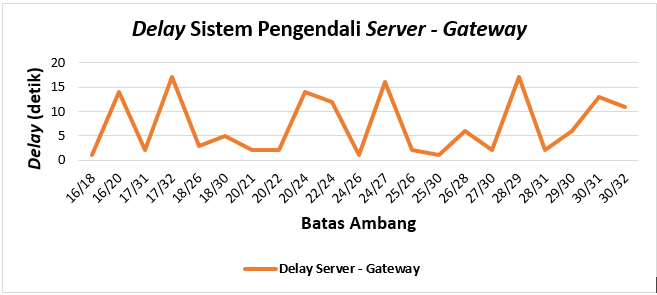 Delay Sistem Pengendali Server - Gateway
Delay (detik)
20
15
10
5
0
16/18 16/20 17/31 17/32 18/26 18/30 20/21 20/22 20/24 22/24 24/26 24/27 25/26 25/30 26/28 27/30 28/29 28/31 29/30 30/31 30/32
Batas Ambang
Delay Server - Gateway